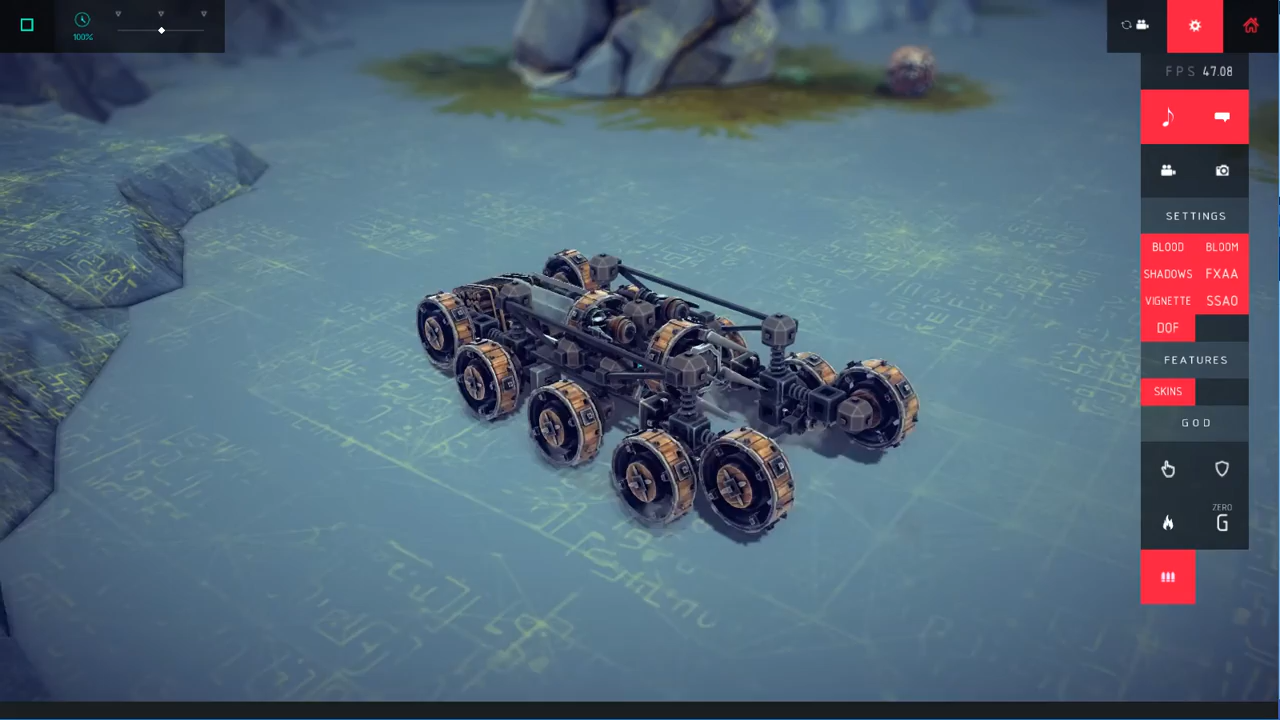 100%
FPS 47.08
SETTINGS
BLOOD BLOOM
SHADOWS FXAA
VIGNETTE SSAO
DOF
FEATURES
SKINS
GOD
ZERO
G